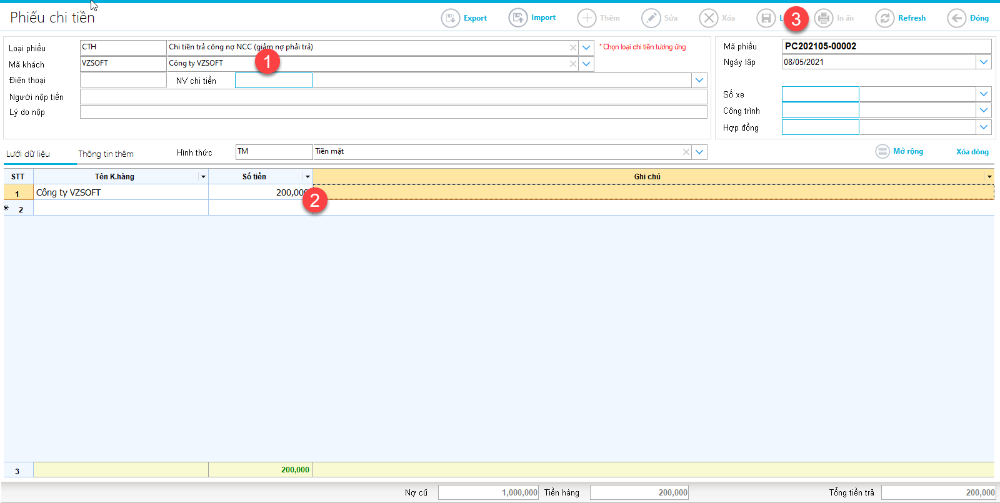 Phiếu chi tiền
Export Import Thêm Sửa Xóa L 3 In ấn Refresh Đóng
Loại phiếu CTH Chi tiền trả công nợ NCC (giảm nợ phải trả) * Chọn loại chi tiền tương ứng
Mã khách VZSOFT Công ty VZSOFT 1
Điện thoại NV chi tiền
Người nộp tiền
Lý do nộp
Mã phiếu PC202105-00002
Ngày lập 08/05/2021
Số xe
Công trình
Hợp đồng
Lưới dữ liệu Thông tin thêm Hình thức TM Tiền mặt Mở rộng Xóa dòng
STT Tên K.hàng Số tiền Ghi chú
1 Công ty VZSOFT 200,000 2
* 2
3 200,000
Nợ cũ 1,000,000 Tiền hàng 200,000 Tổng tiền trả 200,000